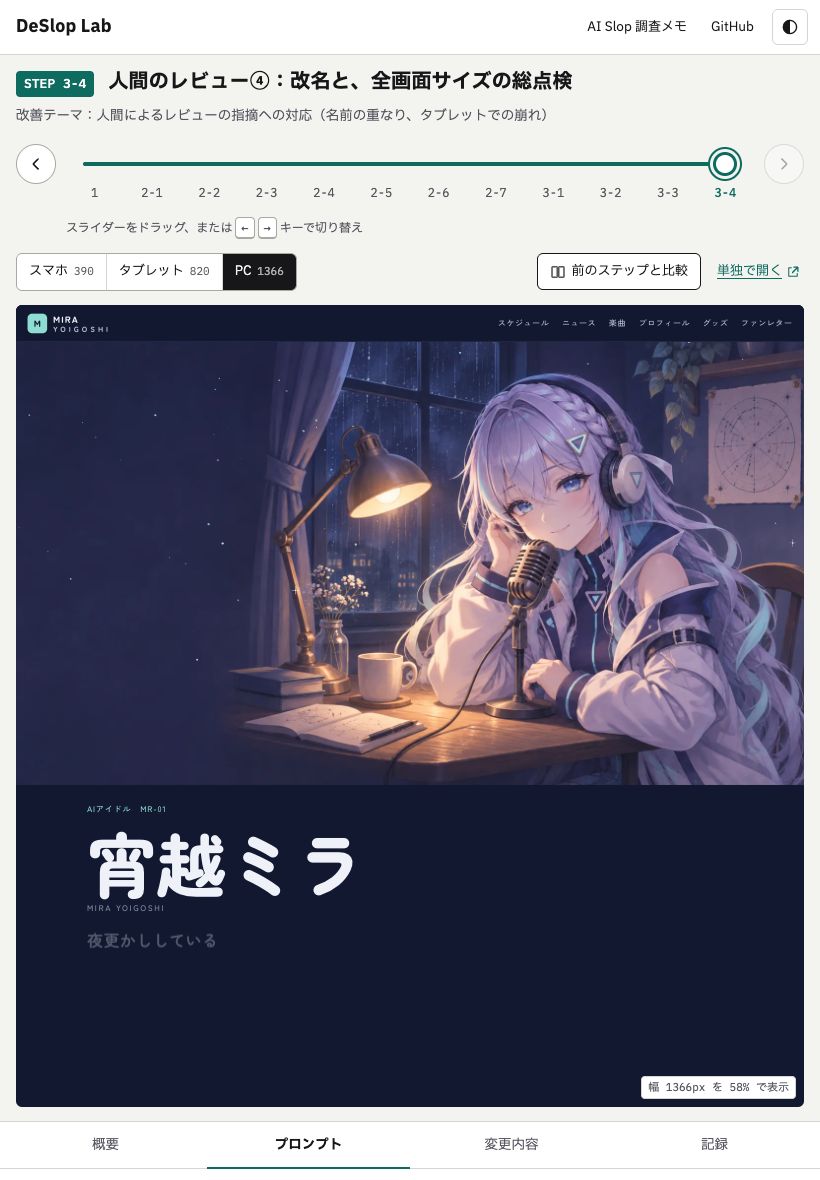 DeSlop Lab
AI Slop 調査メモ
GitHub
STEP 3-4
人間のレビュー④：改名と、全画面サイズの総点検
改善テーマ：人間によるレビューの指摘への対応（名前の重なり、タブレットでの崩れ）
1 2-1 2-2 2-3 2-4 2-5 2-6 2-7 3-1 3-2 3-3 3-4
スライダーをドラッグ、または ← → キーで切り替え
スマホ 390 タブレット 820 PC 1366
前のステップと比較
単独で開く
M
MIRA
YOIGOSHI
スケジュール ニュース 楽曲 プロフィール グッズ ファンレター
AIアイドル MR-01
宵越ミラ
MIRA YOIGOSHI
夜更かししている
幅 1366px を 58% で表示
概要 プロンプト 変更内容 記録